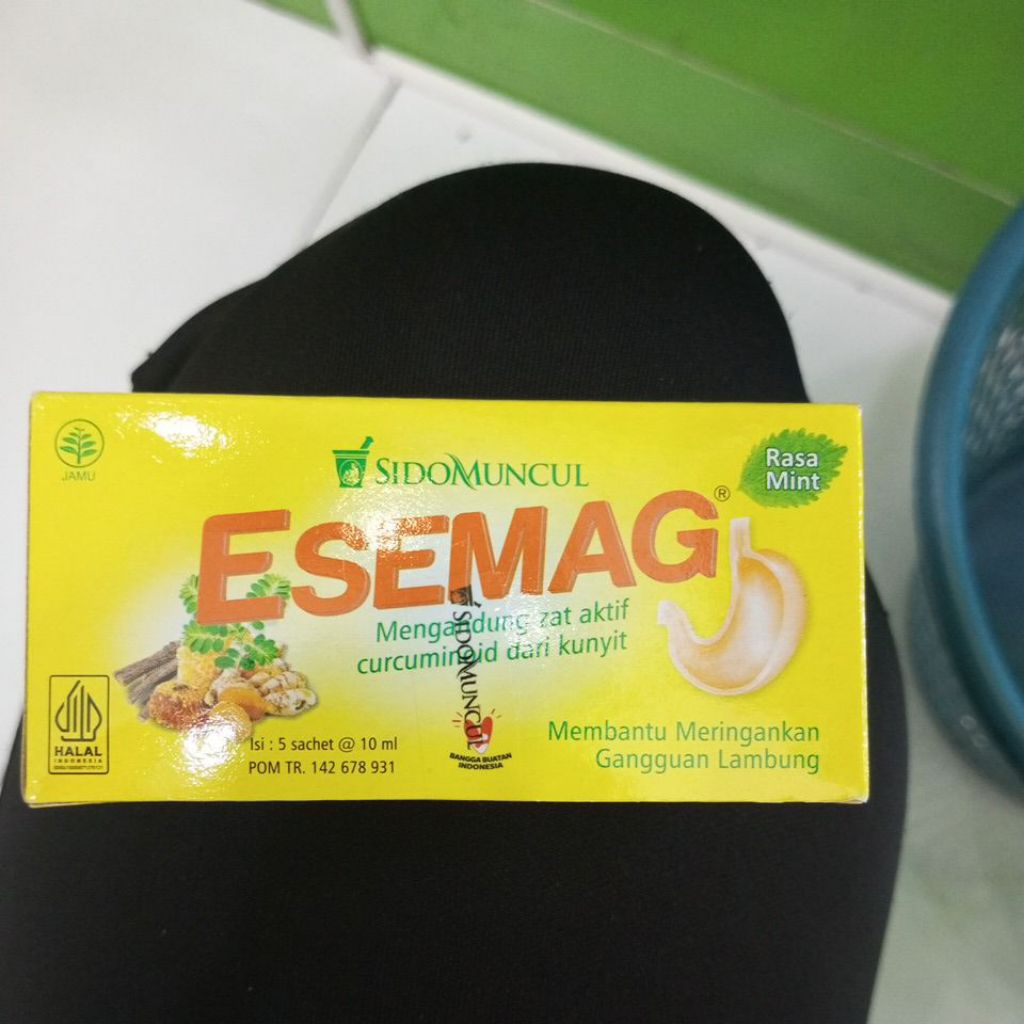 JAMU
SIDOMUNCUL
Rasa
Mint
ESEMAG®
Mengandung zat aktif
curcuminoid dari kunyit
SIDOMUNCUL
HALAL
INDONESIA
Isi : 5 sachet @ 10 ml
POM TR. 142 678 931
BANGGA BUATAN
INDONESIA
Membantu Meringankan
Gangguan Lambung